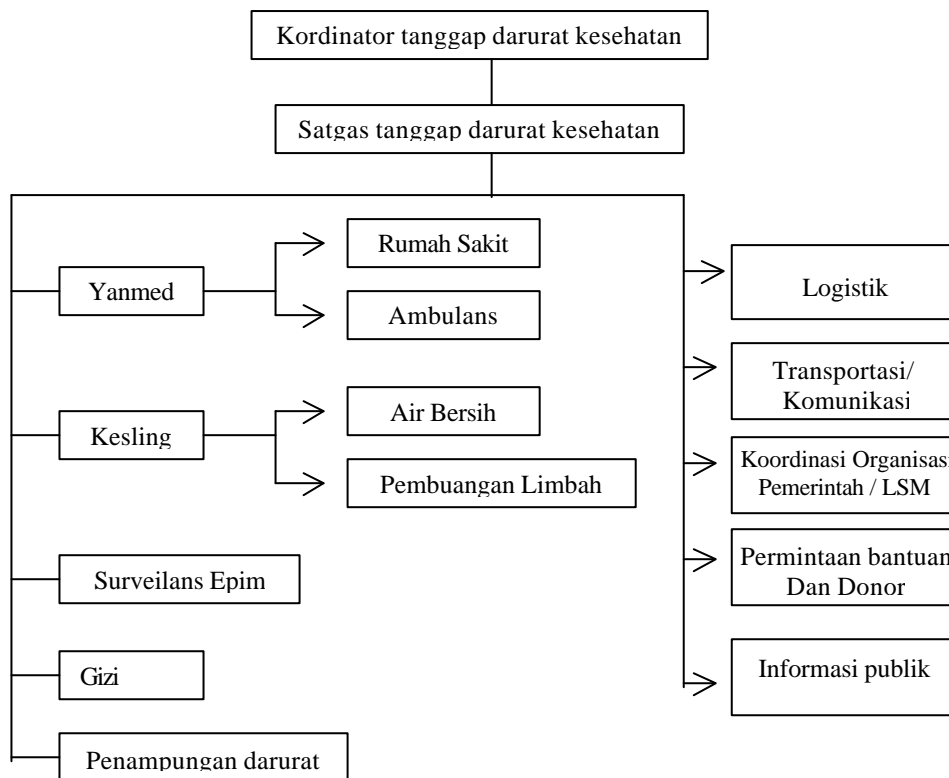 Kordinator tanggap darurat kesehatan
Satgas tanggap darurat kesehatan
Yanmed
Rumah Sakit
Ambulans
Kesling
Air Bersih
Pembuangan Limbah
Surveilans Epim
Gizi
Penampungan darurat
Logistik
Transportasi/
Komunikasi
Koordinasi Organisasi
Pemerintah / LSM
Permintaan bantuan
Dan Donor
Informasi publik